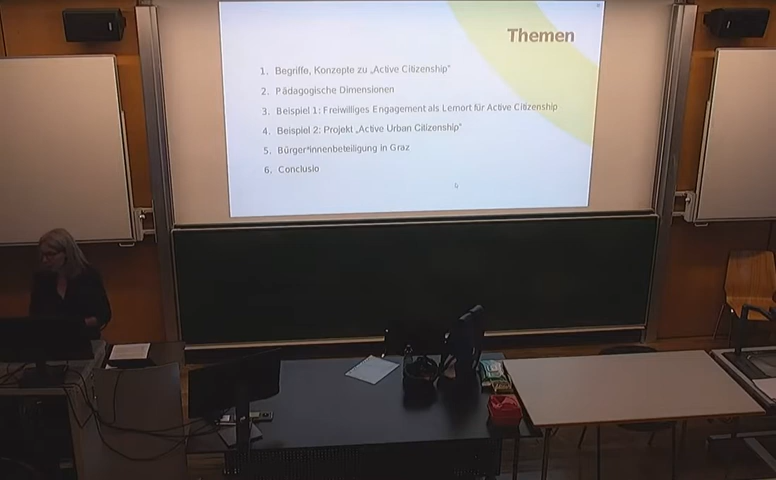 Themen
1. Begriffe, Konzepte zu „Active Citizenship"
2. Pädagogische Dimensionen
3. Beispiel 1: Freiwilliges Engagement als Lernort für Active Citizenship
4. Beispiel 2: Projekt „Active Urban Citizenship"
5. Bürger*innenbeteiligung in Graz
6. Conclusio